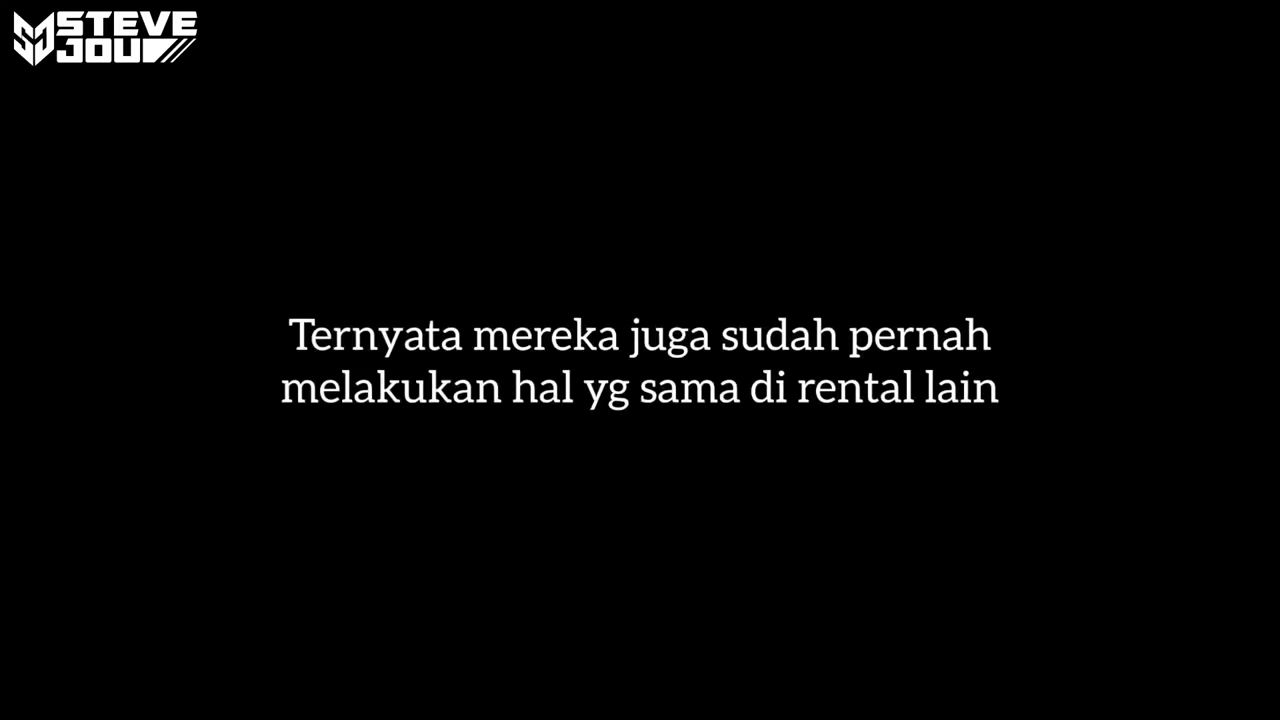 STEVE
JOU
Ternyata mereka juga sudah pernah
melakukan hal yg sama di rental lain